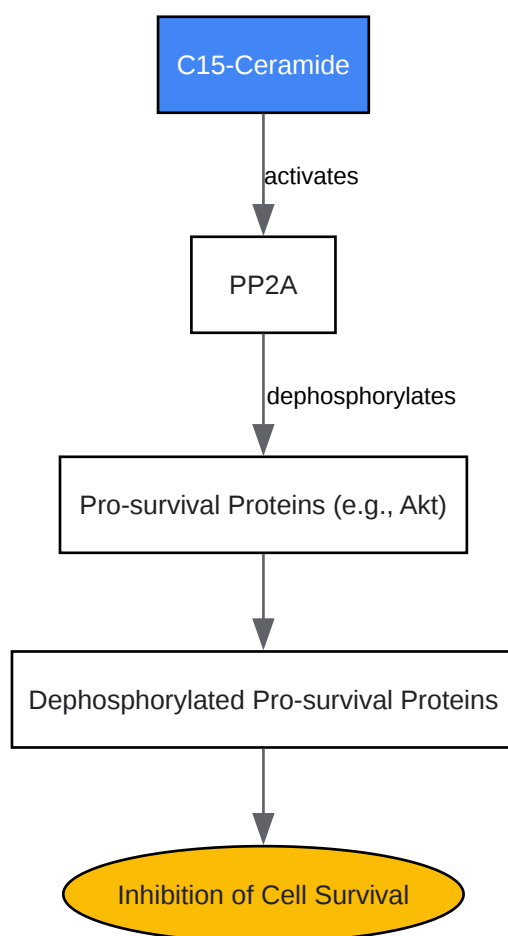 C15-Ceramide
activates
PP2A
dephosphorylates
Pro-survival Proteins (e.g., Akt)
Dephosphorylated Pro-survival Proteins
Inhibition of Cell Survival